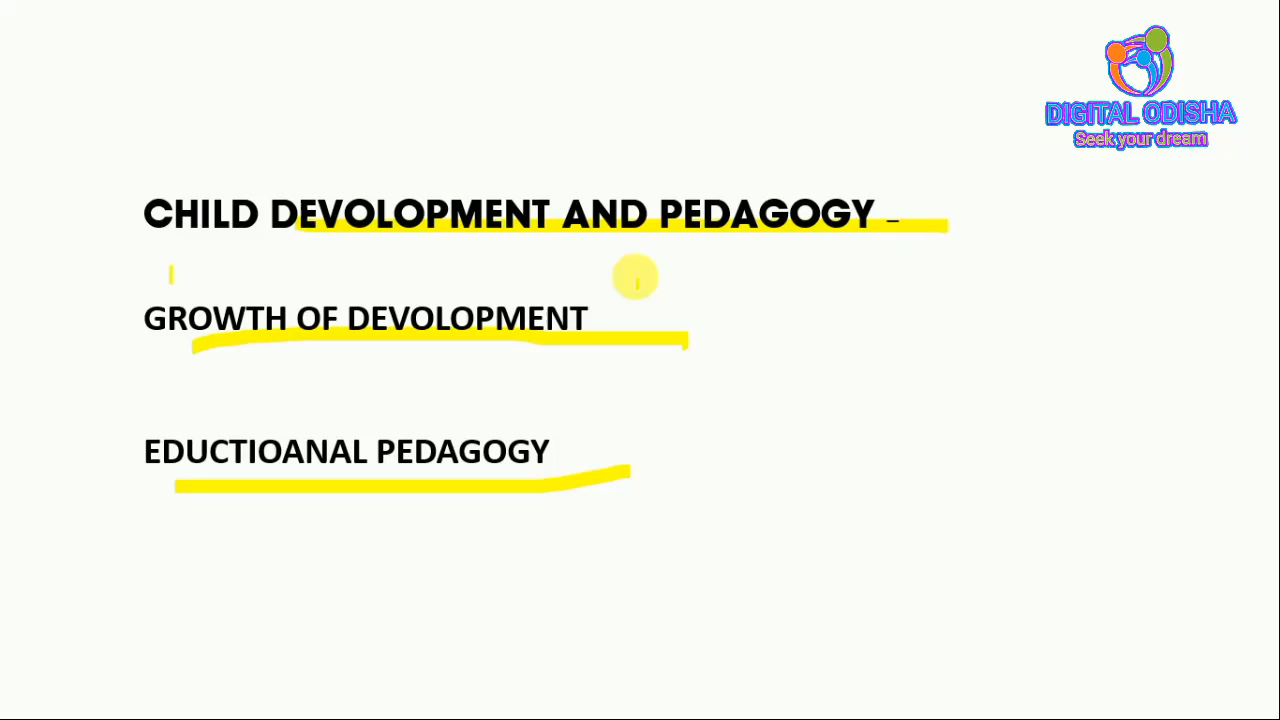 DIGITAL ODISHA
Seek your dream
CHILD DEVOLOPMENT AND PEDAGOGY –
GROWTH OF DEVOLOPMENT
EDUCTIOANAL PEDAGOGY